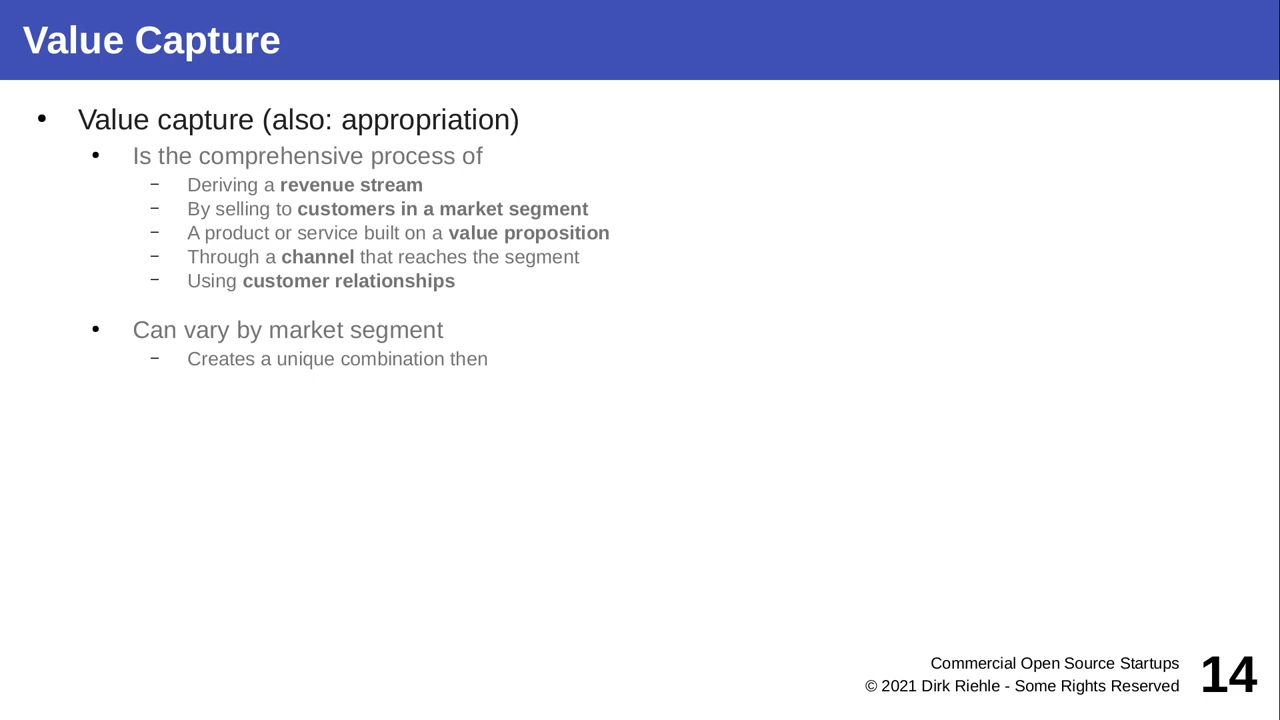 Value Capture
• Value capture (also: appropriation)
• Is the comprehensive process of
– Deriving a revenue stream
– By selling to customers in a market segment
– A product or service built on a value proposition
– Through a channel that reaches the segment
– Using customer relationships
• Can vary by market segment
– Creates a unique combination then
Commercial Open Source Startups
© 2021 Dirk Riehle - Some Rights Reserved
14